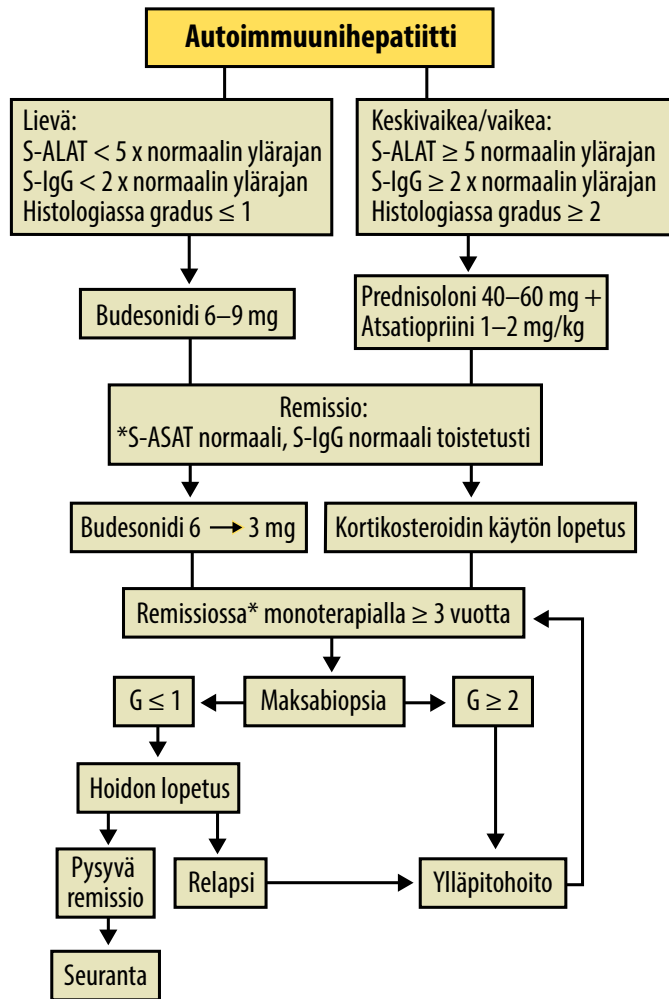 Autoimmuunihepatiitti
Lievä:
S-ALAT < 5 x normaalin ylärajan
S-IgG < 2 x normaalin ylärajan
Histologiassa gradus ≤ 1
Keskivaikea/vaikea:
S-ALAT ≥ 5 normaalin ylärajan
S-IgG ≥ 2 x normaalin ylärajan
Histologiassa gradus ≥ 2
Budesonidi 6–9 mg
Prednisoloni 40–60 mg +
Atsatiopriini 1–2 mg/kg
Remissio:
*S-ASAT normaali, S-IgG normaali toistetusti
Budesonidi 6 → 3 mg
Kortikosteroidin käytön lopetus
Remissiossa* monoterapialla ≥ 3 vuotta
G ≤ 1
Maksabiopsia
G ≥ 2
Hoidon lopetus
Pysyvä
remissio
Relapsi
Ylläpitohoito
Seuranta